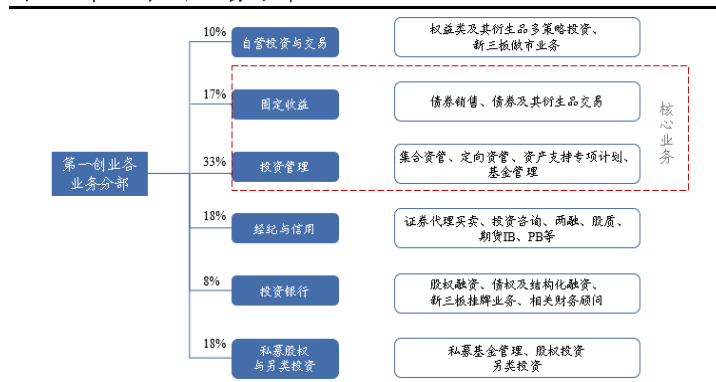 10%
自营投资与交易
权益类及其衍生品多策略投资、
新三板做市业务
17%
固定收益
债券销售、债券及其衍生品交易
核心业务
第一创业各
业务分部
33%
投资管理
集合资管、定向资管、资产支持专项计划、
基金管理
18%
经纪与信用
证券代理买卖、投资咨询、两融、股质、
期货IB、PB等
8%
投资银行
股权融资、债权及结构化融资、
新三板挂牌业务、相关财务顾问
18%
私募股权
与另类投资
私募基金管理、股权投资
另类投资